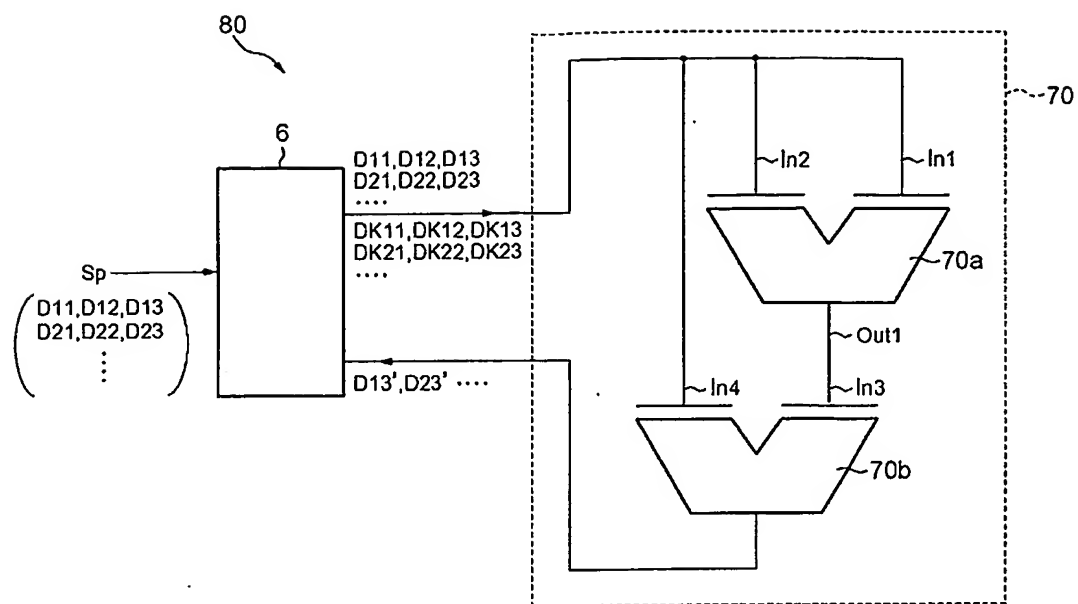 80
70
6
D11,D12,D13
D21,D22,D23
....
DK11,DK12,DK13
DK21,DK22,DK23
....
In2
In1
70a
Sp
D11,D12,D13
D21,D22,D23
⋮
Out1
D13',D23' ....
In4
In3
70b